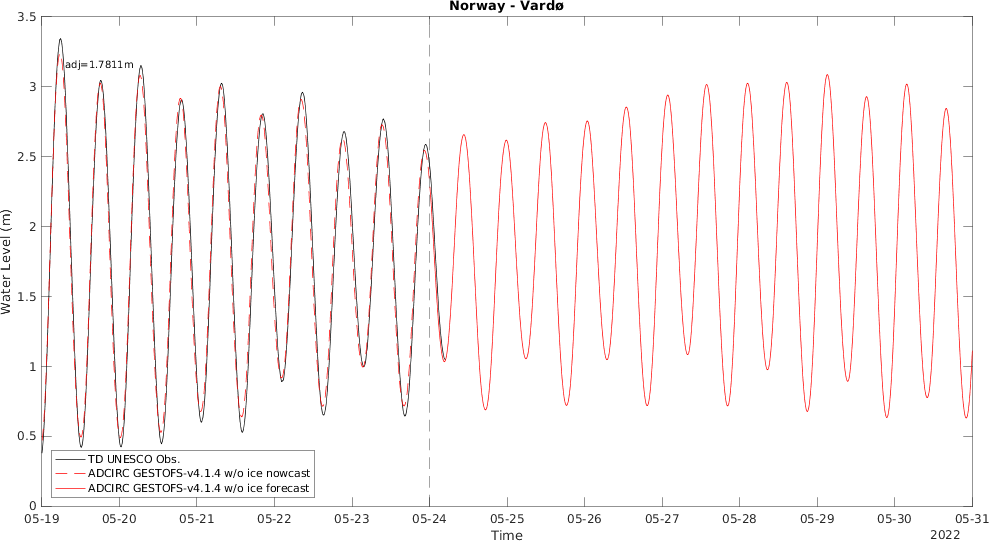 Norway - Vardø
3.5
3
2.5
2
1.5
1
0.5
0
Water Level (m)
adj=1.7811m
TD UNESCO Obs.
ADCIRC GESTOFS-v4.1.4 w/o ice nowcast
ADCIRC GESTOFS-v4.1.4 w/o ice forecast
05-19 05-20 05-21 05-22 05-23 05-24 05-25 05-26 05-27 05-28 05-29 05-30 05-31
Time
2022